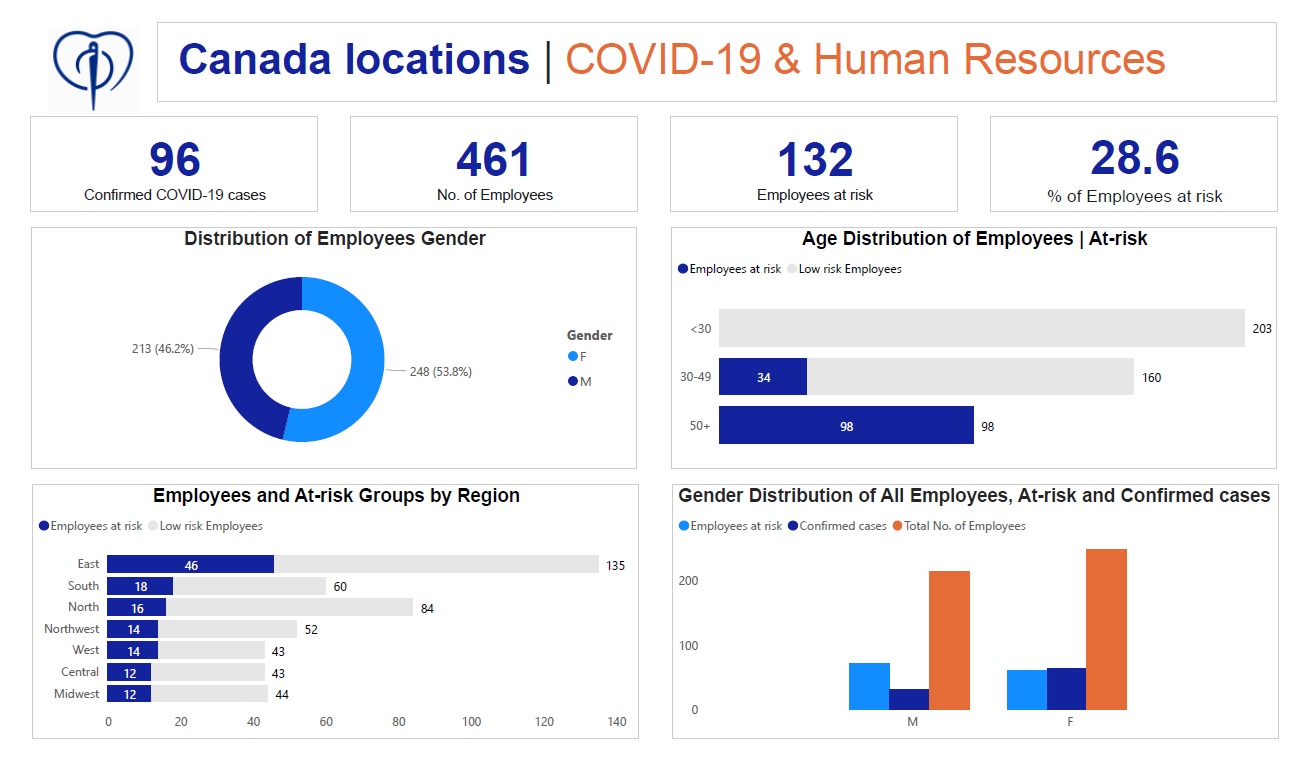 Canada locations | COVID-19 & Human Resources
96
Confirmed COVID-19 cases
461
No. of Employees
132
Employees at risk
28.6
% of Employees at risk
Distribution of Employees Gender
213 (46.2%)
248 (53.8%)
Gender
F
M
Age Distribution of Employees | At-risk
Employees at risk Low risk Employees
<30 203
30-49 34 160
50+ 98 98
Employees and At-risk Groups by Region
Employees at risk Low risk Employees
East 46 135
South 18 60
North 16 84
Northwest 14 52
West 14 43
Central 12 43
Midwest 12 44
0 20 40 60 80 100 120 140
Gender Distribution of All Employees, At-risk and Confirmed cases
Employees at risk Confirmed cases Total No. of Employees
200
100
0
M F